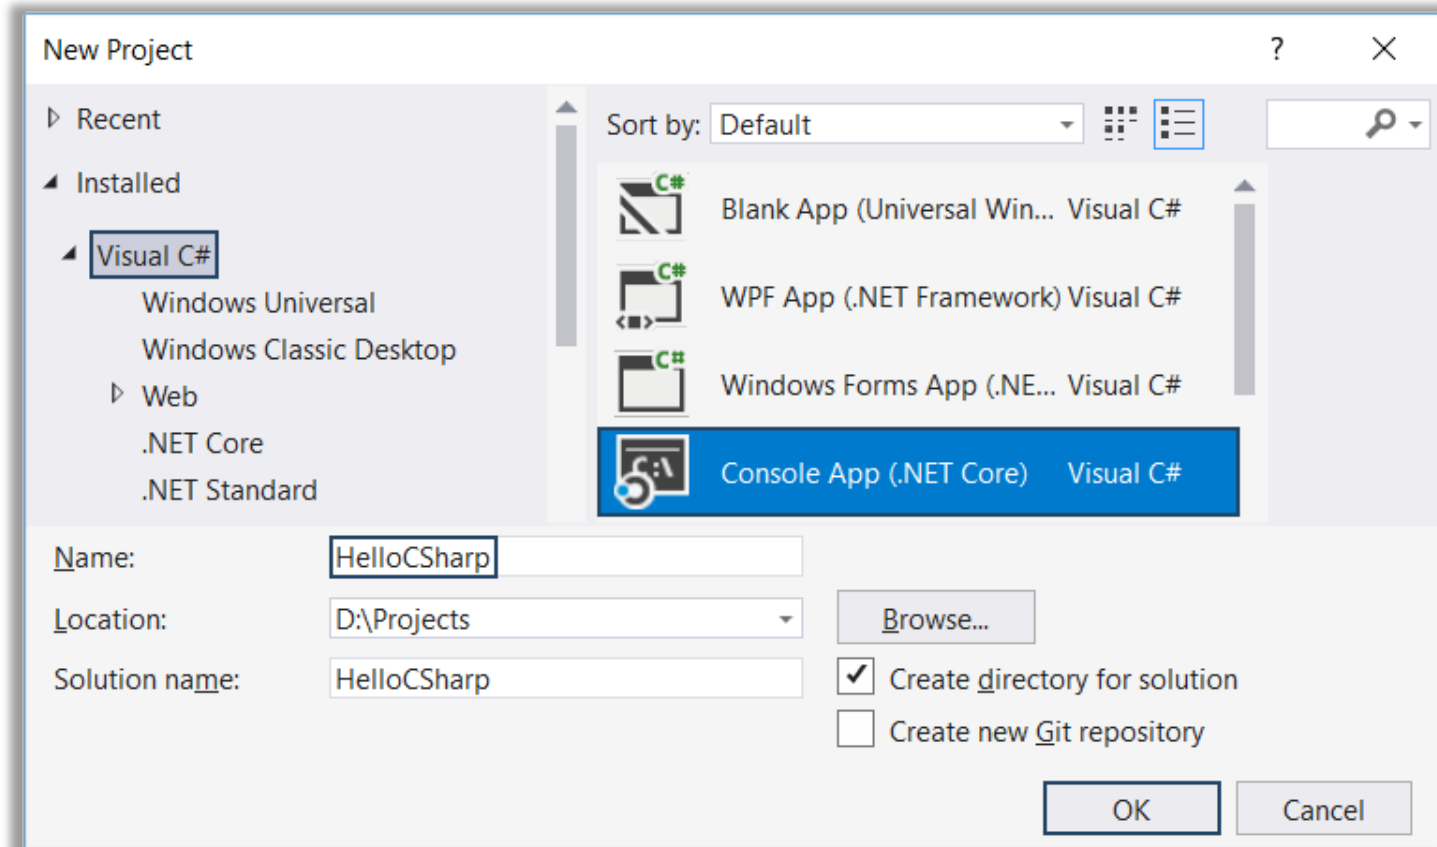 New Project
?
Recent
Installed
Visual C#
Windows Universal
Windows Classic Desktop
Web
.NET Core
.NET Standard
Sort by: Default
C#
Blank App (Universal Win... Visual C#
C#
WPF App (.NET Framework) Visual C#
C#
Windows Forms App (.NE... Visual C#
C:\
Console App (.NET Core) Visual C#
Name: HelloCSharp
Location: D:\Projects Browse...
Solution name: HelloCSharp
Create directory for solution
Create new Git repository
OK Cancel